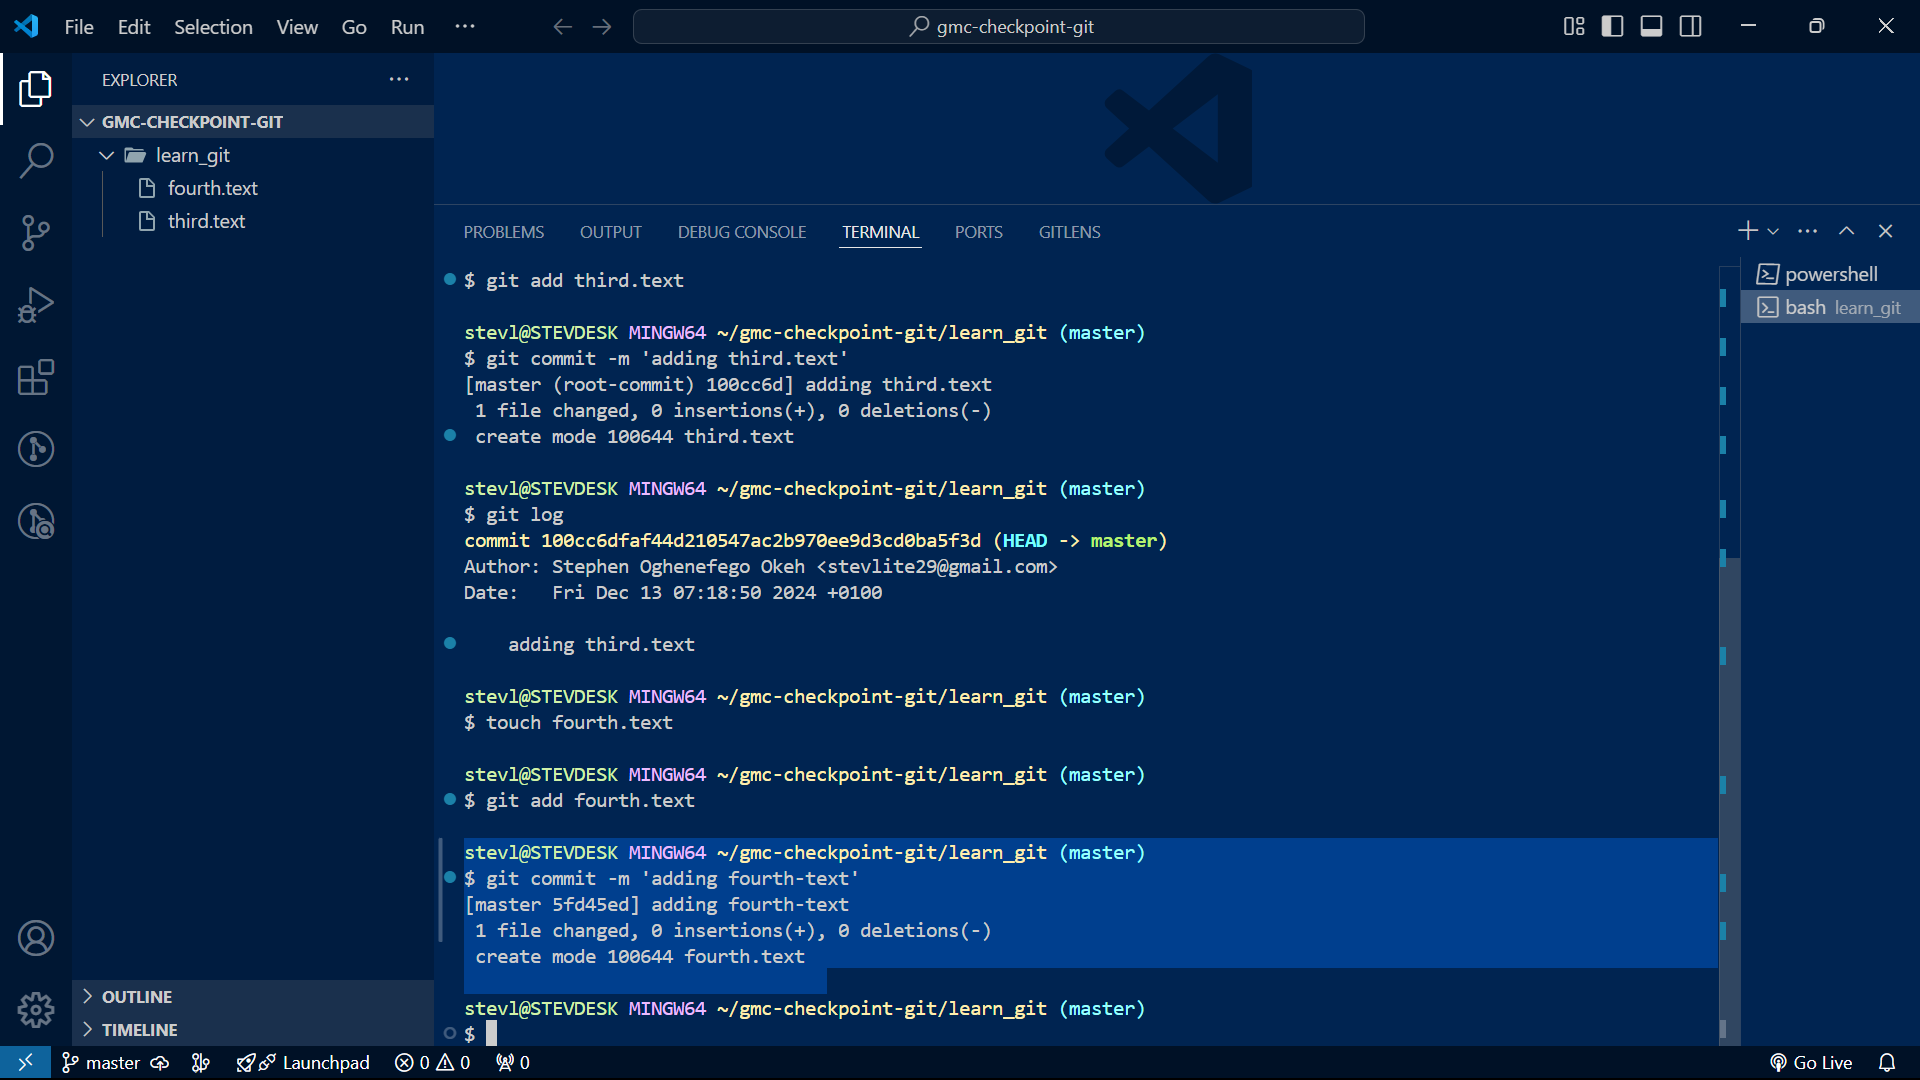 File Edit Selection View Go Run ···
gmc-checkpoint-git
EXPLORER
GMC-CHECKPOINT-GIT
learn_git
fourth.text
third.text
OUTLINE
TIMELINE
PROBLEMS OUTPUT DEBUG CONSOLE TERMINAL PORTS GITLENS
powershell
bash learn_git
$ git add third.text
stevl@STEVDESK MINGW64 ~/gmc-checkpoint-git/learn_git (master)
$ git commit -m 'adding third.text'
[master (root-commit) 100cc6d] adding third.text
1 file changed, 0 insertions(+), 0 deletions(-)
create mode 100644 third.text
stevl@STEVDESK MINGW64 ~/gmc-checkpoint-git/learn_git (master)
$ git log
commit 100cc6dfaf44d210547ac2b970ee9d3cd0ba5f3d (HEAD -> master)
Author: Stephen Oghenefego Okeh <stevlite29@gmail.com>
Date: Fri Dec 13 07:18:50 2024 +0100
adding third.text
stevl@STEVDESK MINGW64 ~/gmc-checkpoint-git/learn_git (master)
$ touch fourth.text
stevl@STEVDESK MINGW64 ~/gmc-checkpoint-git/learn_git (master)
$ git add fourth.text
stevl@STEVDESK MINGW64 ~/gmc-checkpoint-git/learn_git (master)
$ git commit -m 'adding fourth-text'
[master 5fd45ed] adding fourth-text
1 file changed, 0 insertions(+), 0 deletions(-)
create mode 100644 fourth.text
stevl@STEVDESK MINGW64 ~/gmc-checkpoint-git/learn_git (master)
$
master Launchpad 0 0 0 Go Live